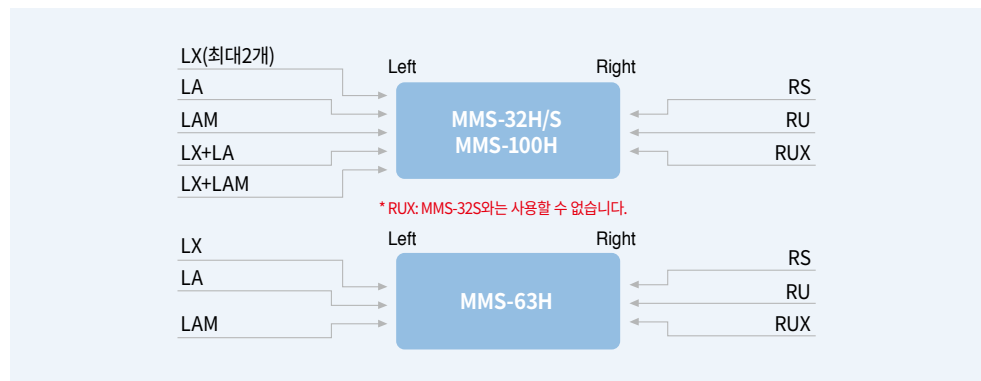 LX(최대2개)
LA
LAM
LX+LA
LX+LAM
Left
Right
MMS-32H/S
MMS-100H
RS
RU
RUX
* RUX: MMS-32S와는 사용할 수 없습니다.
LX
LA
LAM
Left
Right
MMS-63H
RS
RU
RUX